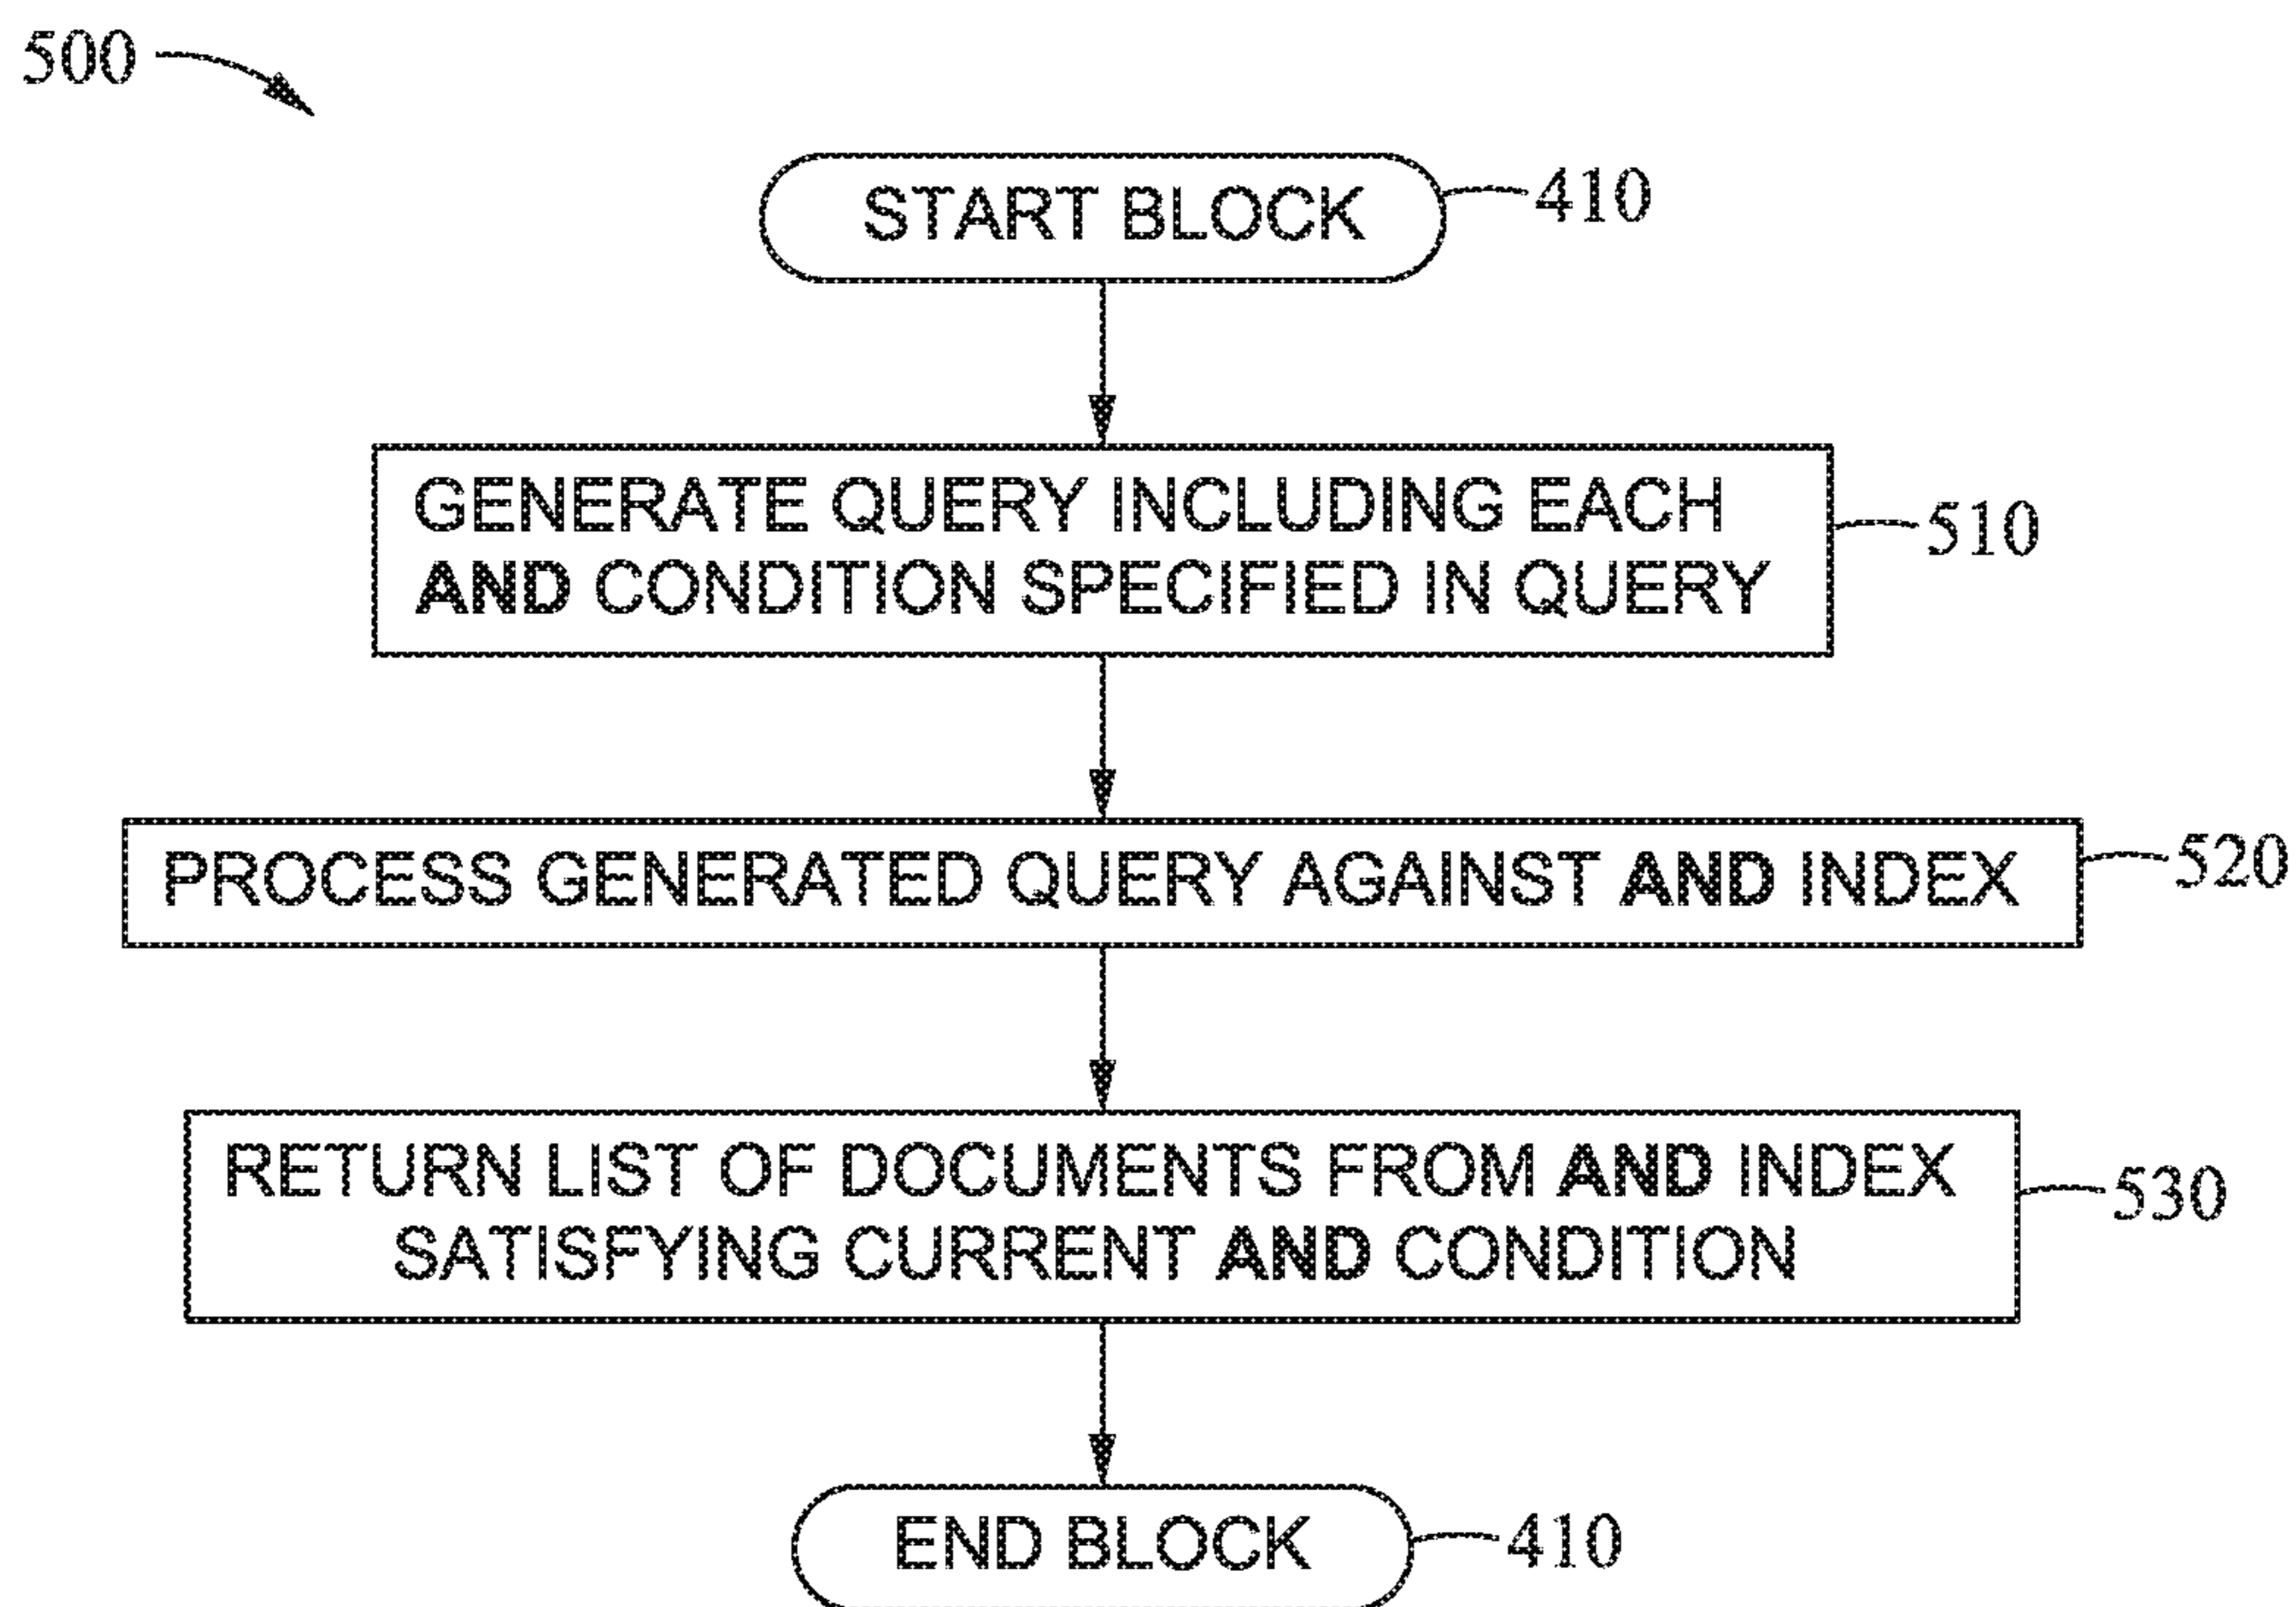 500
START BLOCK 410
GENERATE QUERY INCLUDING EACH
AND CONDITION SPECIFIED IN QUERY
510
PROCESS GENERATED QUERY AGAINST AND INDEX 520
RETURN LIST OF DOCUMENTS FROM AND INDEX
SATISFYING CURRENT AND CONDITION
530
END BLOCK 410